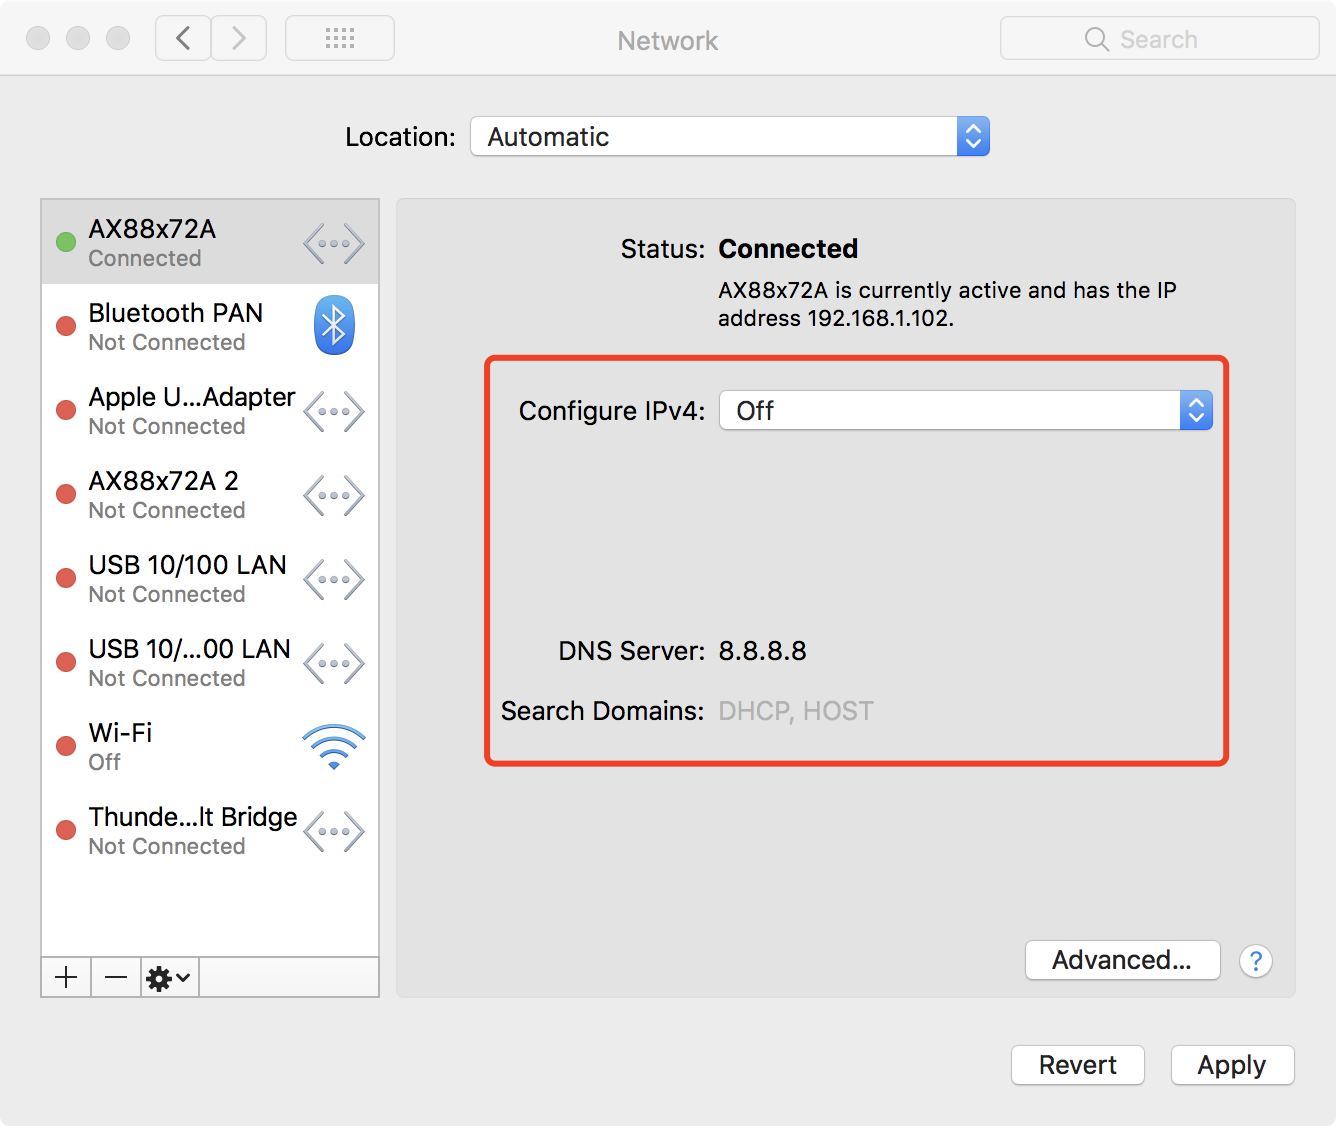 Network
Search
Location:
Automatic
AX88x72A
Connected
Bluetooth PAN
Not Connected
Apple U...Adapter
Not Connected
AX88x72A 2
Not Connected
USB 10/100 LAN
Not Connected
USB 10/...00 LAN
Not Connected
Wi-Fi
Off
Thunde...lt Bridge
Not Connected
Status: Connected
AX88x72A is currently active and has the IP
address 192.168.1.102.
Configure IPv4: Off
DNS Server: 8.8.8.8
Search Domains: DHCP, HOST
Advanced...
?
Revert
Apply